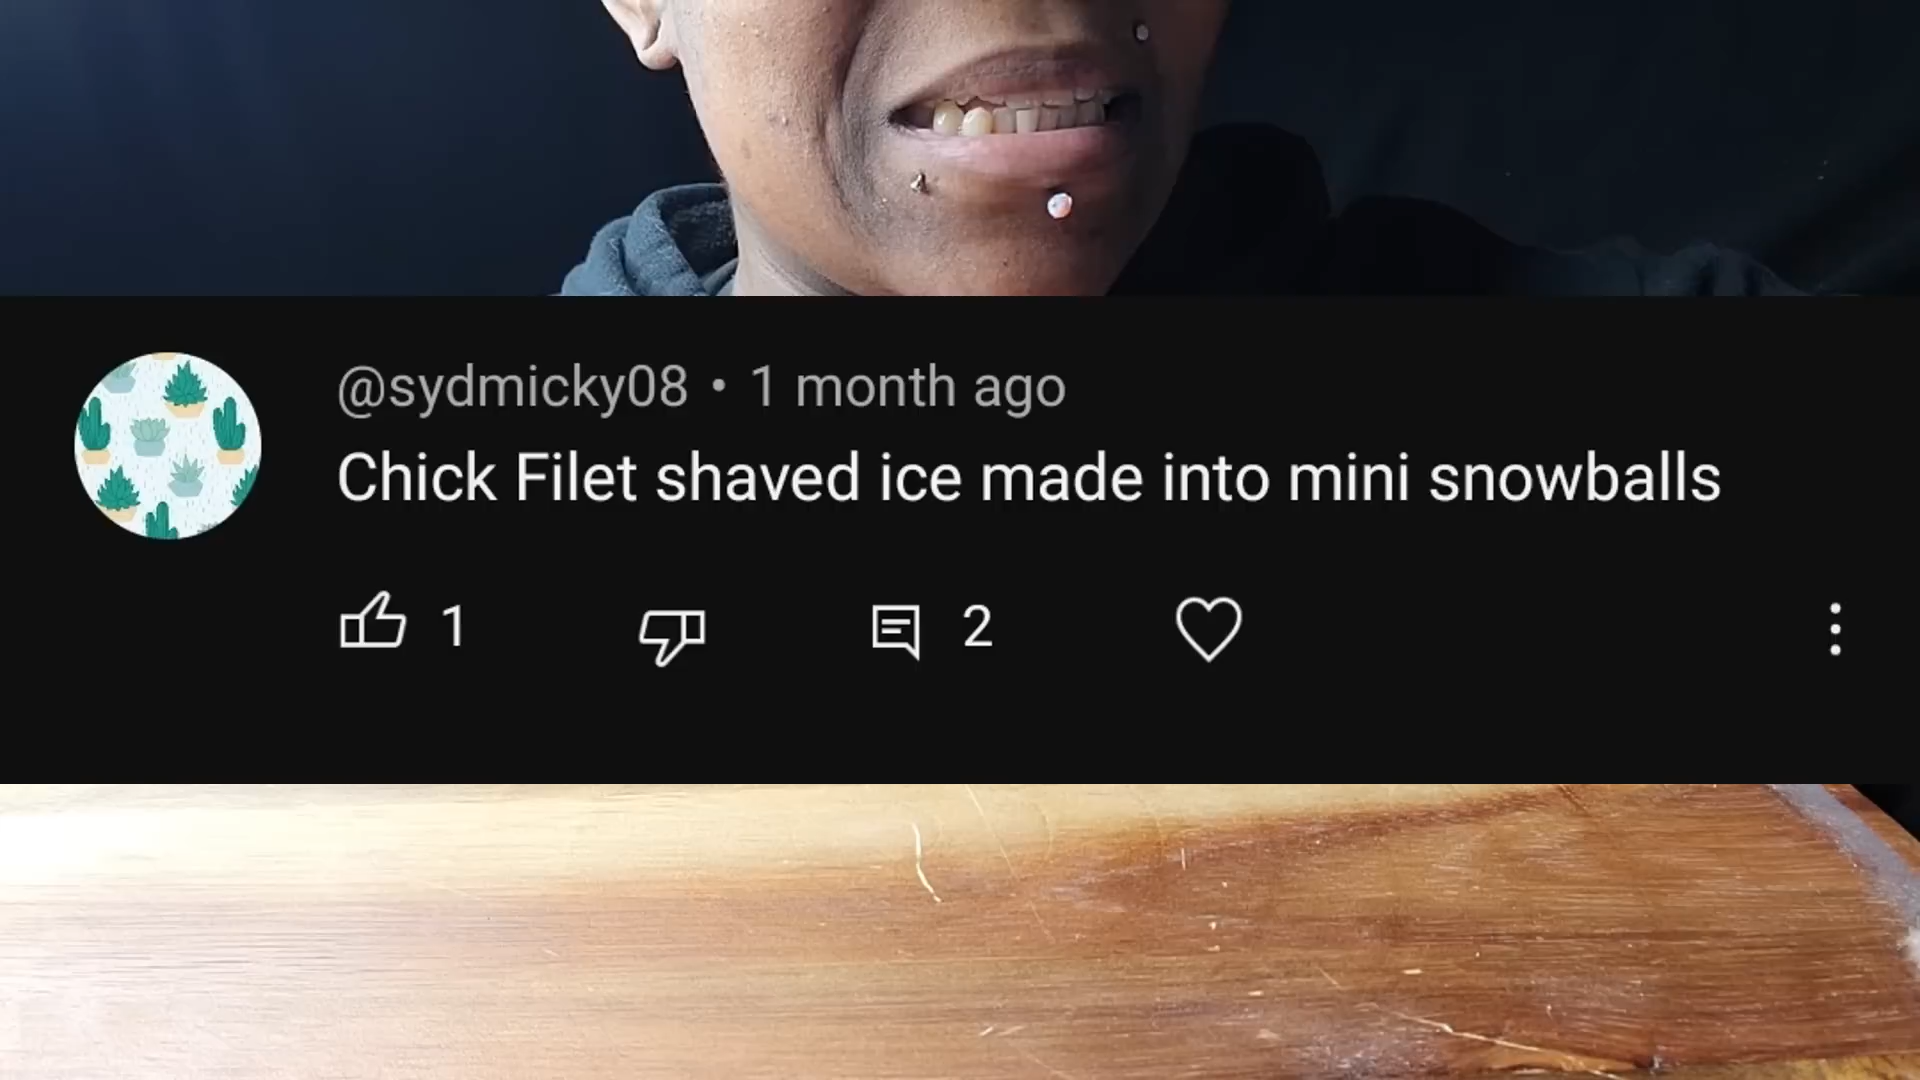 @sydmicky08 • 1 month ago
Chick Filet shaved ice made into mini snowballs
1 2